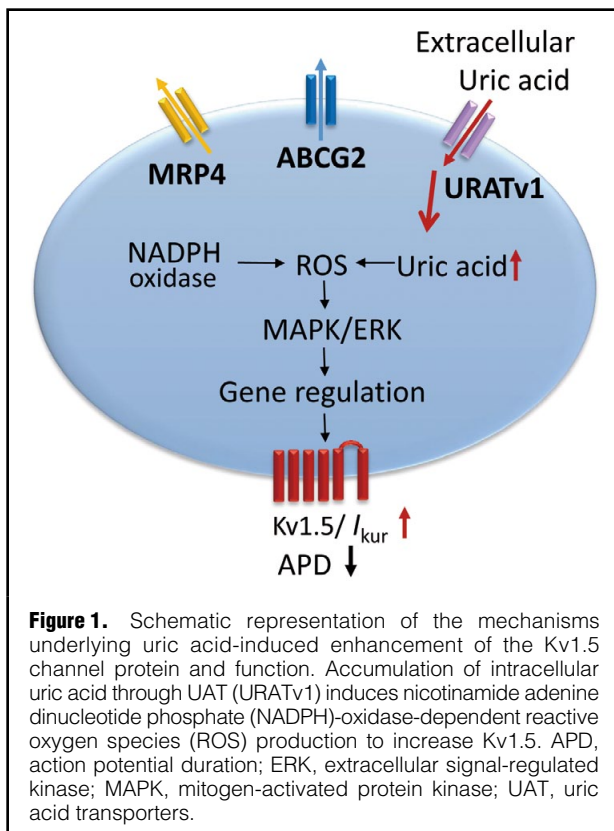 Extracellular
Uric acid
MRP4
ABCG2
URATv1
NADPH
oxidase
ROS
Uric acid
MAPK/ERK
Gene regulation
Kv1.5/ Ikur
APD
Figure 1. Schematic representation of the mechanisms
underlying uric acid-induced enhancement of the Kv1.5
channel protein and function. Accumulation of intracellular
uric acid through UAT (URATv1) induces nicotinamide adenine
dinucleotide phosphate (NADPH)-oxidase-dependent reactive
oxygen species (ROS) production to increase Kv1.5. APD,
action potential duration; ERK, extracellular signal-regulated
kinase; MAPK, mitogen-activated protein kinase; UAT, uric
acid transporters.